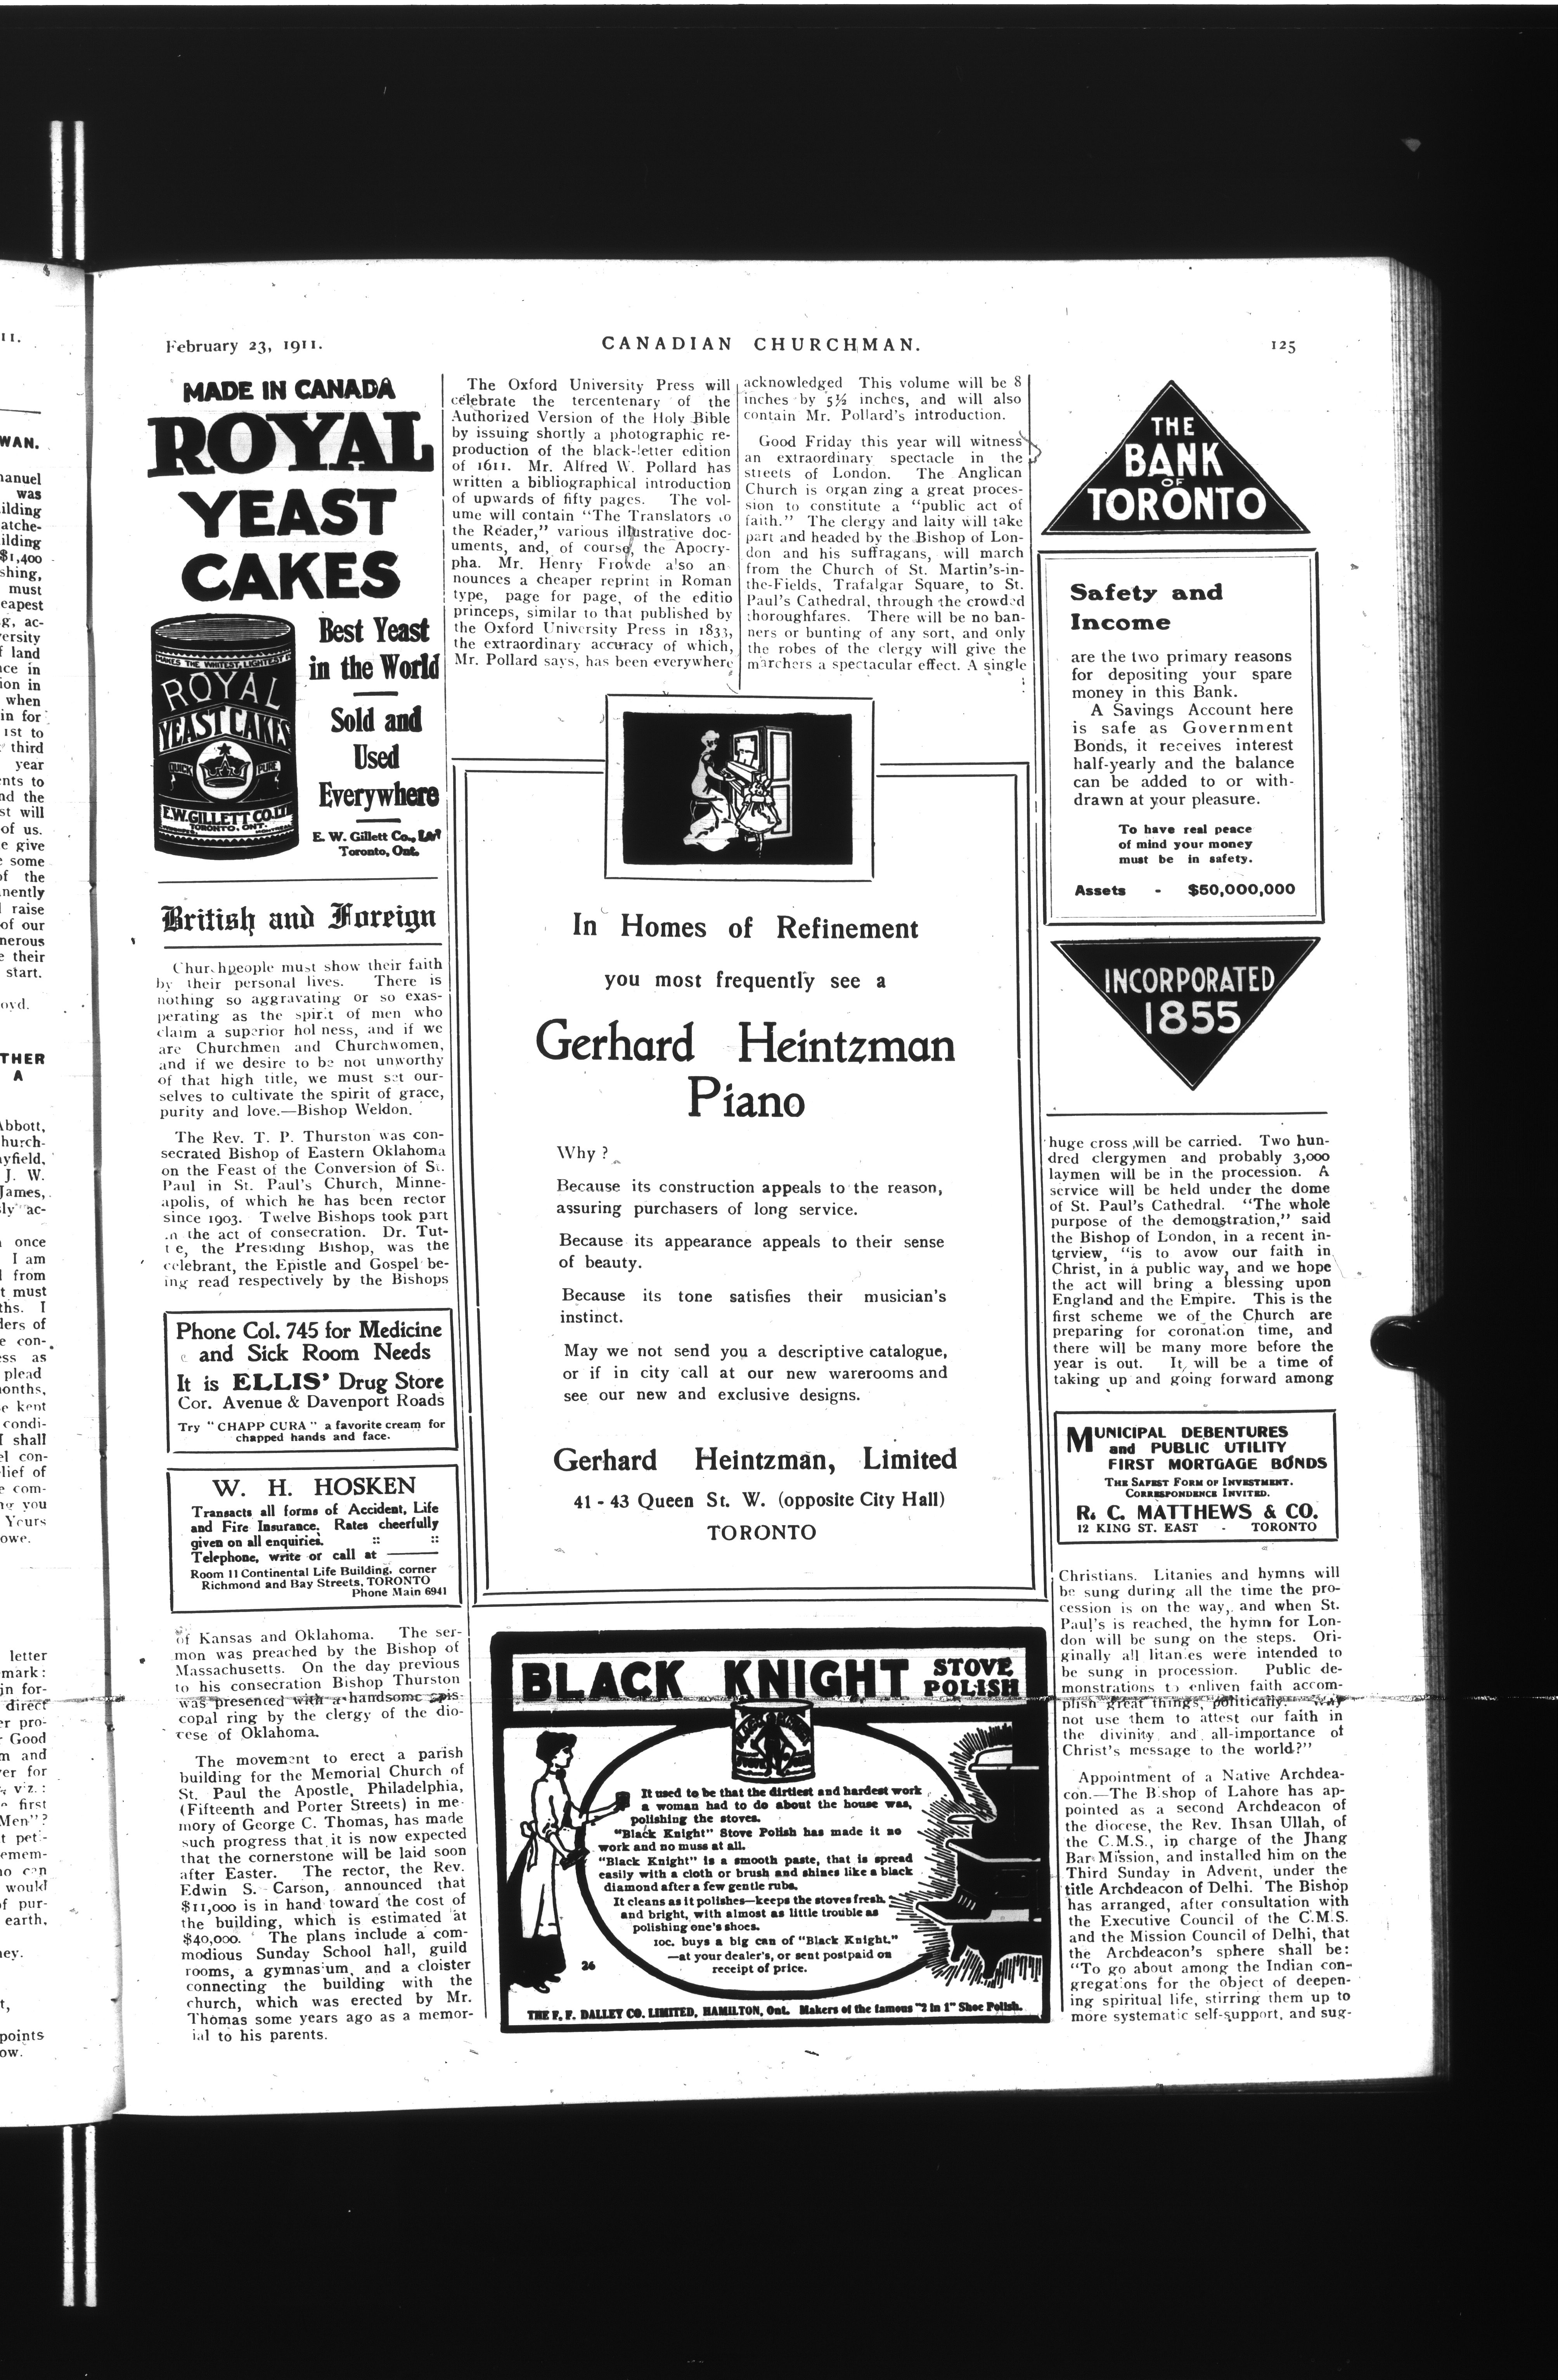 February 23, 1911.
CANADIAN CHURCHMAN.
125
MADE IN CANADA
ROYAL
YEAST
CAKES
MAKES THE WHITEST, LIGHTEST
ROYAL
YEAST CAKES
QUICK
PURE
E.W. GILLETT CO. LTD
TORONTO, ONT.
Best Yeast
in the World
Sold and
Used
Everywhere
E. W. Gillett Co., Ltd
Toronto, Ont.
British and Foreign
Churchpeople must show their faith
by their personal lives. There is
nothing so aggravating or so exas-
perating as the spirit of men who
claim a superior hol ness, and if we
are Churchmen and Churchwomen,
and if we desire to be not unworthy
of that high title, we must set our-
selves to cultivate the spirit of grace,
purity and love.—Bishop Weldon.
The Rev. T. P. Thurston was con-
secrated Bishop of Eastern Oklahoma
on the Feast of the Conversion of St.
Paul in St. Paul's Church, Minne-
apolis, of which he has been rector
since 1903. Twelve Bishops took part
in the act of consecration. Dr. Tut-
t e, the Presiding Bishop, was the
celebrant, the Epistle and Gospel be-
ing read respectively by the Bishops
Phone Col. 745 for Medicine
and Sick Room Needs
It is ELLIS' Drug Store
Cor. Avenue & Davenport Roads
Try "CHAPP CURA" a favorite cream for
chapped hands and face.
W. H. HOSKEN
Transacts all forms of Accident, Life
and Fire Insurance. Rates cheerfully
given on all enquiries. :: ::
Telephone, write or call at
Room 11 Continental Life Building, corner
Richmond and Bay Streets, TORONTO
Phone Main 6941
of Kansas and Oklahoma. The ser-
mon was preached by the Bishop of
Massachusetts. On the day previous
to his consecration Bishop Thurston
was presented with a handsome epis-
copal ring by the clergy of the dio-
cese of Oklahoma.
The movement to erect a parish
building for the Memorial Church of
St. Paul the Apostle, Philadelphia,
(Fifteenth and Porter Streets) in me-
mory of George C. Thomas, has made
such progress that it is now expected
that the cornerstone will be laid soon
after Easter. The rector, the Rev.
Edwin S. Carson, announced that
$11,000 is in hand toward the cost of
the building, which is estimated at
$40,000. The plans include a com-
modious Sunday School hall, guild
rooms, a gymnasium, and a cloister
connecting the building with the
church, which was erected by Mr.
Thomas some years ago as a memor-
ial to his parents.
The Oxford University Press will
celebrate the tercentenary of the
Authorized Version of the Holy Bible
by issuing shortly a photographic re-
production of the black-letter edition
of 1611. Mr. Alfred W. Pollard has
written a bibliographical introduction
of upwards of fifty pages. The vol-
ume will contain "The Translators to
the Reader," various illustrative doc-
uments, and, of course, the Apocry-
pha. Mr. Henry Frowde also an
nounces a cheaper reprint in Roman
type, page for page, of the editio
princeps, similar to that published by
the Oxford University Press in 1833,
the extraordinary accuracy of which,
Mr. Pollard says, has been everywhere
acknowledged This volume will be 8
inches by 5½ inches, and will also
contain Mr. Pollard's introduction.
Good Friday this year will witness
an extraordinary spectacle in the
streets of London. The Anglican
Church is organ zing a great proces-
sion to constitute a "public act of
faith." The clergy and laity will take
part and headed by the Bishop of Lon-
don and his suffragans, will march
from the Church of St. Martin's-in-
the-Fields, Trafalgar Square, to St.
Paul's Cathedral, through the crowded
thoroughfares. There will be no ban-
ners or bunting of any sort, and only
the robes of the clergy will give the
marchers a spectacular effect. A single
In Homes of Refinement
you most frequently see a
Gerhard Heintzman
Piano
Why?
Because its construction appeals to the reason,
assuring purchasers of long service.
Because its appearance appeals to their sense
of beauty.
Because its tone satisfies their musician's
instinct.
May we not send you a descriptive catalogue,
or if in city call at our new warerooms and
see our new and exclusive designs.
Gerhard Heintzman, Limited
41 - 43 Queen St. W. (opposite City Hall)
TORONTO
BLACK KNIGHT STOVE
POLISH
It used to be that the dirtiest and hardest work
a woman had to do about the house was,
polishing the stoves.
"Black Knight" Stove Polish has made it no
work and no muss at all.
"Black Knight" is a smooth paste, that is spread
easily with a cloth or brush and shines like a black
diamond after a few gentle rubs.
It cleans as it polishes—keeps the stoves fresh,
and bright, with almost as little trouble as
polishing one's shoes.
10c. buys a big can of "Black Knight."
—at your dealer's, or sent postpaid on
receipt of price.
26
THE F. F. DALLEY CO. LIMITED, HAMILTON, Ont. Makers of the famous "2 in 1" Shoe Polish.
THE
BANK
OF
TORONTO
Safety and
Income
are the two primary reasons
for depositing your spare
money in this Bank.
A Savings Account here
is safe as Government
Bonds, it receives interest
half-yearly and the balance
can be added to or with-
drawn at your pleasure.
To have real peace
of mind your money
must be in safety.
Assets - $50,000,000
INCORPORATED
1855
huge cross will be carried. Two hun-
dred clergymen and probably 3,000
laymen will be in the procession. A
service will be held under the dome
of St. Paul's Cathedral. "The whole
purpose of the demonstration," said
the Bishop of London, in a recent in-
terview, "is to avow our faith in
Christ, in a public way, and we hope
the act will bring a blessing upon
England and the Empire. This is the
first scheme we of the Church are
preparing for coronation time, and
there will be many more before the
year is out. It will be a time of
taking up and going forward among
MUNICIPAL DEBENTURES
and PUBLIC UTILITY
FIRST MORTGAGE BONDS
THE SAFEST FORM OF INVESTMENT.
CORRESPONDENCE INVITED.
R. C. MATTHEWS & CO.
12 KING ST. EAST - TORONTO
Christians. Litanies and hymns will
be sung during all the time the pro-
cession is on the way, and when St.
Paul's is reached, the hymn for Lon-
don will be sung on the steps. Ori-
ginally all litanies were intended to
be sung in procession. Public de-
monstrations to enliven faith accom-
plish great things, politically. Why
not use them to attest our faith in
the divinity and all-importance of
Christ's message to the world?"
Appointment of a Native Archdea-
con.—The Bishop of Lahore has ap-
pointed as a second Archdeacon of
the diocese, the Rev. Ihsan Ullah, of
the C.M.S., in charge of the Jhang
Bar Mission, and installed him on the
Third Sunday in Advent, under the
title Archdeacon of Delhi. The Bishop
has arranged, after consultation with
the Executive Council of the C.M.S.
and the Mission Council of Delhi, that
the Archdeacon's sphere shall be:
"To go about among the Indian con-
gregations for the object of deepen-
ing spiritual life, stirring them up to
more systematic self-support, and sug-